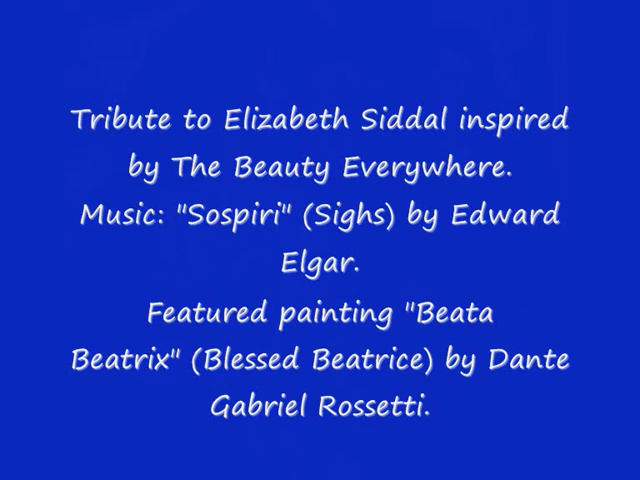 Tribute to Elizabeth Siddal inspired
by The Beauty Everywhere.
Music: "Sospiri" (Sighs) by Edward
Elgar.
Featured painting "Beata
Beatrix" (Blessed Beatrice) by Dante
Gabriel Rossetti.